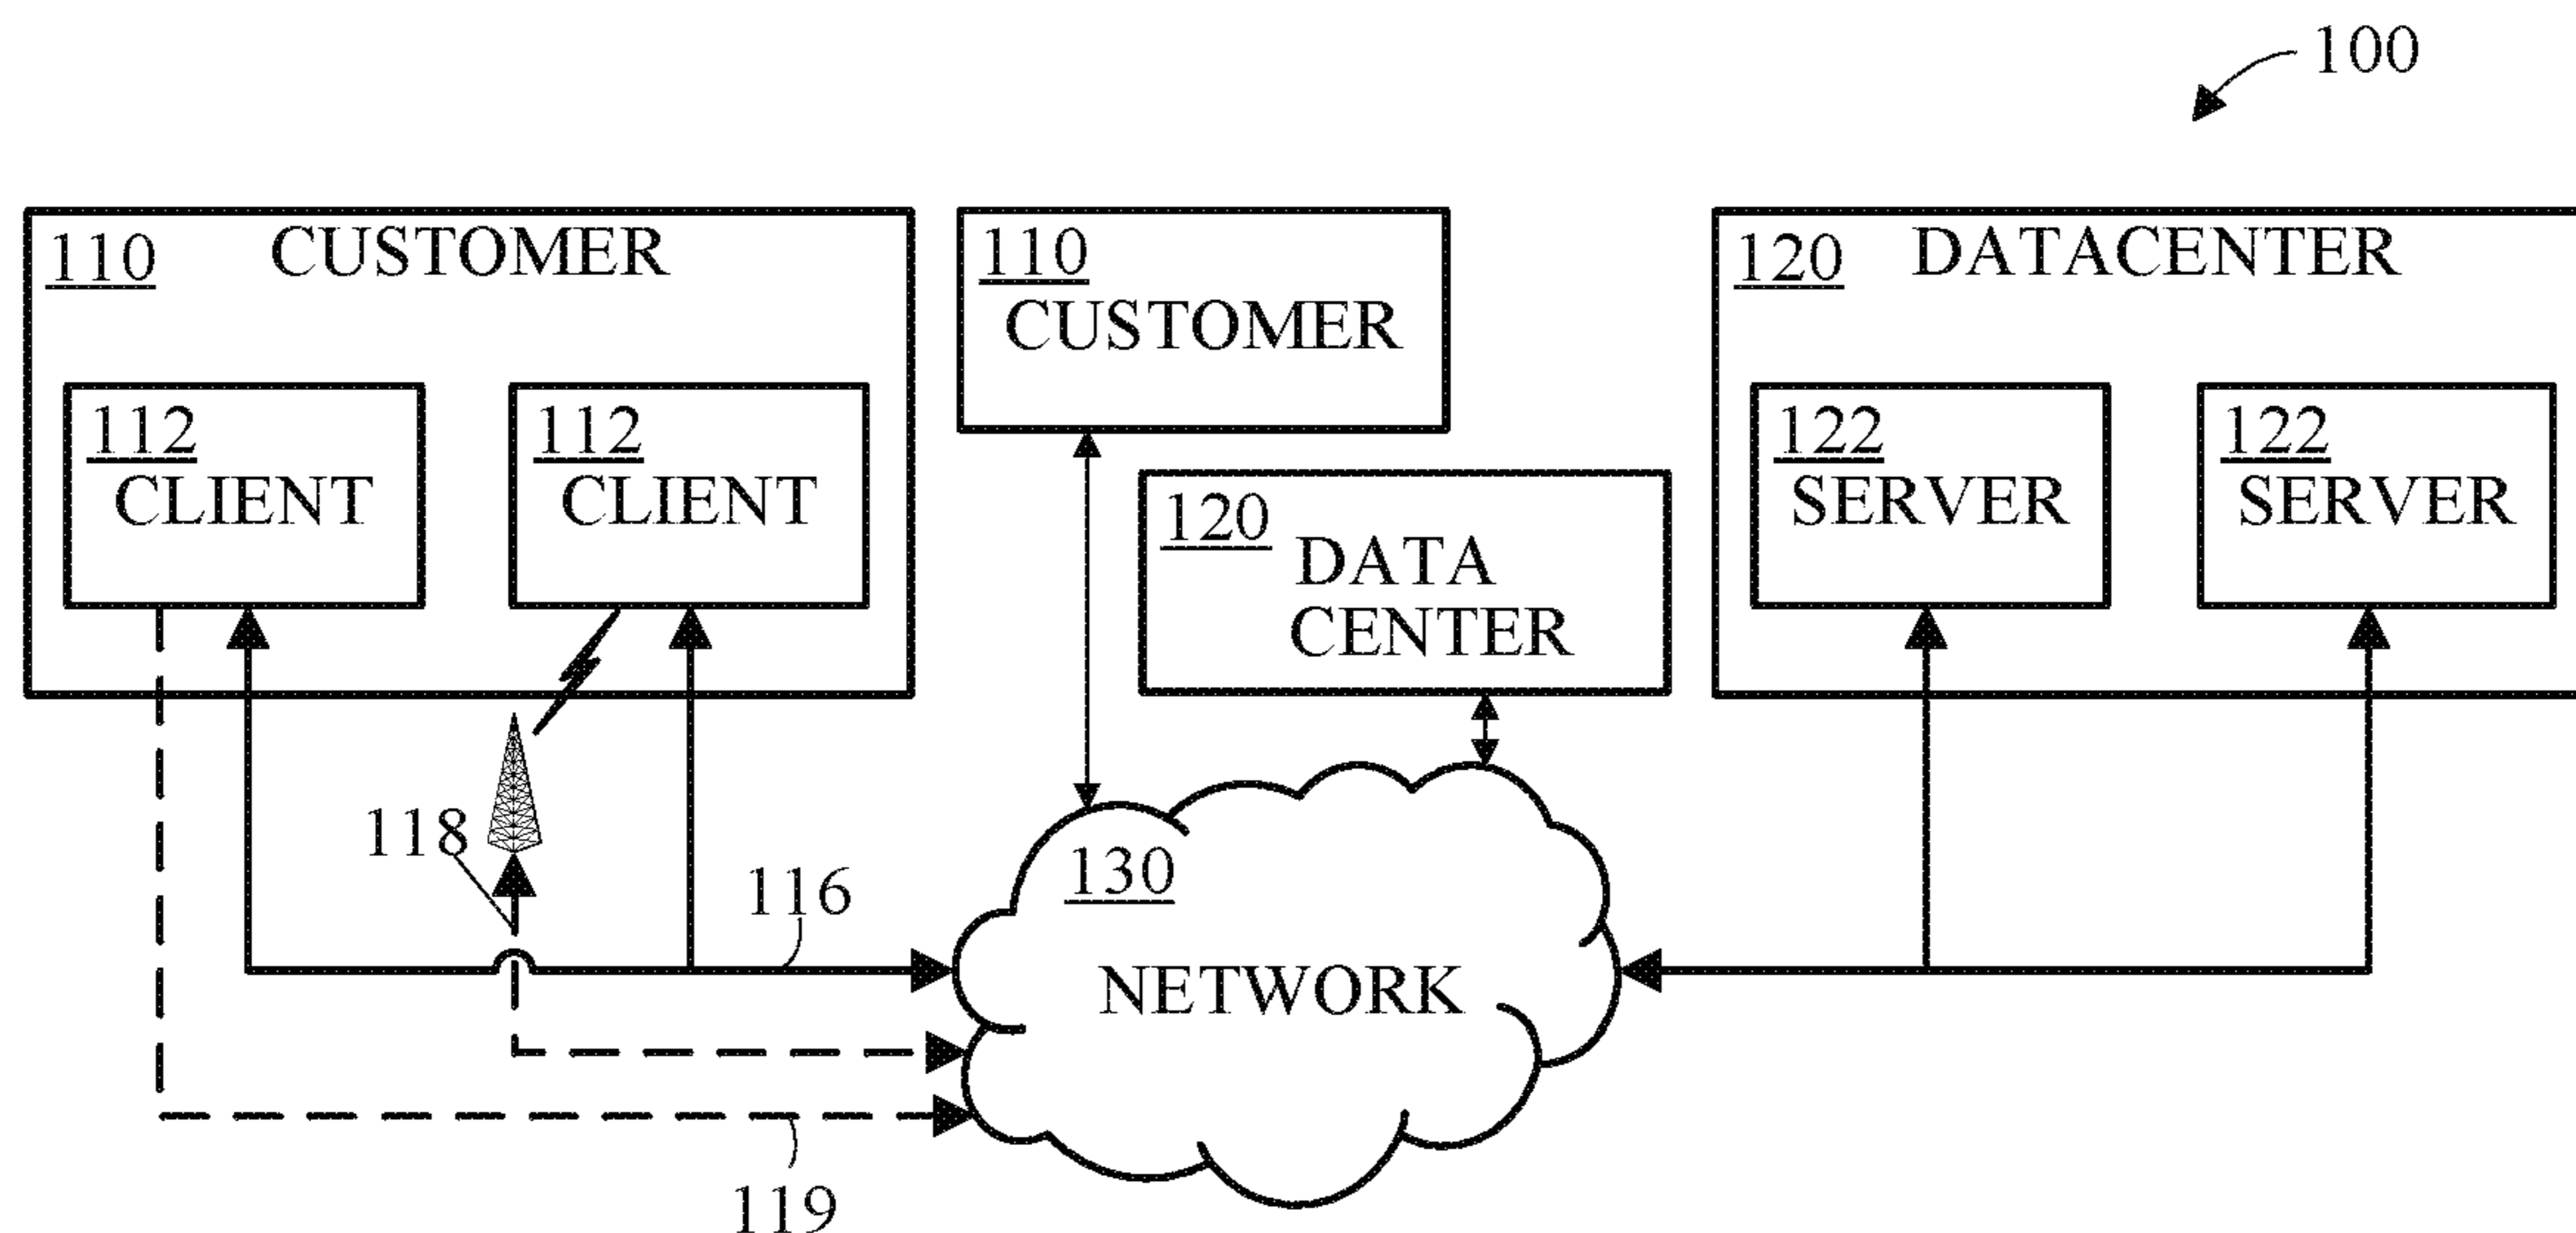 100
110 CUSTOMER
112
CLIENT
112
CLIENT
110
CUSTOMER
120
DATA
CENTER
120 DATACENTER
122
SERVER
122
SERVER
118
116
130
NETWORK
119